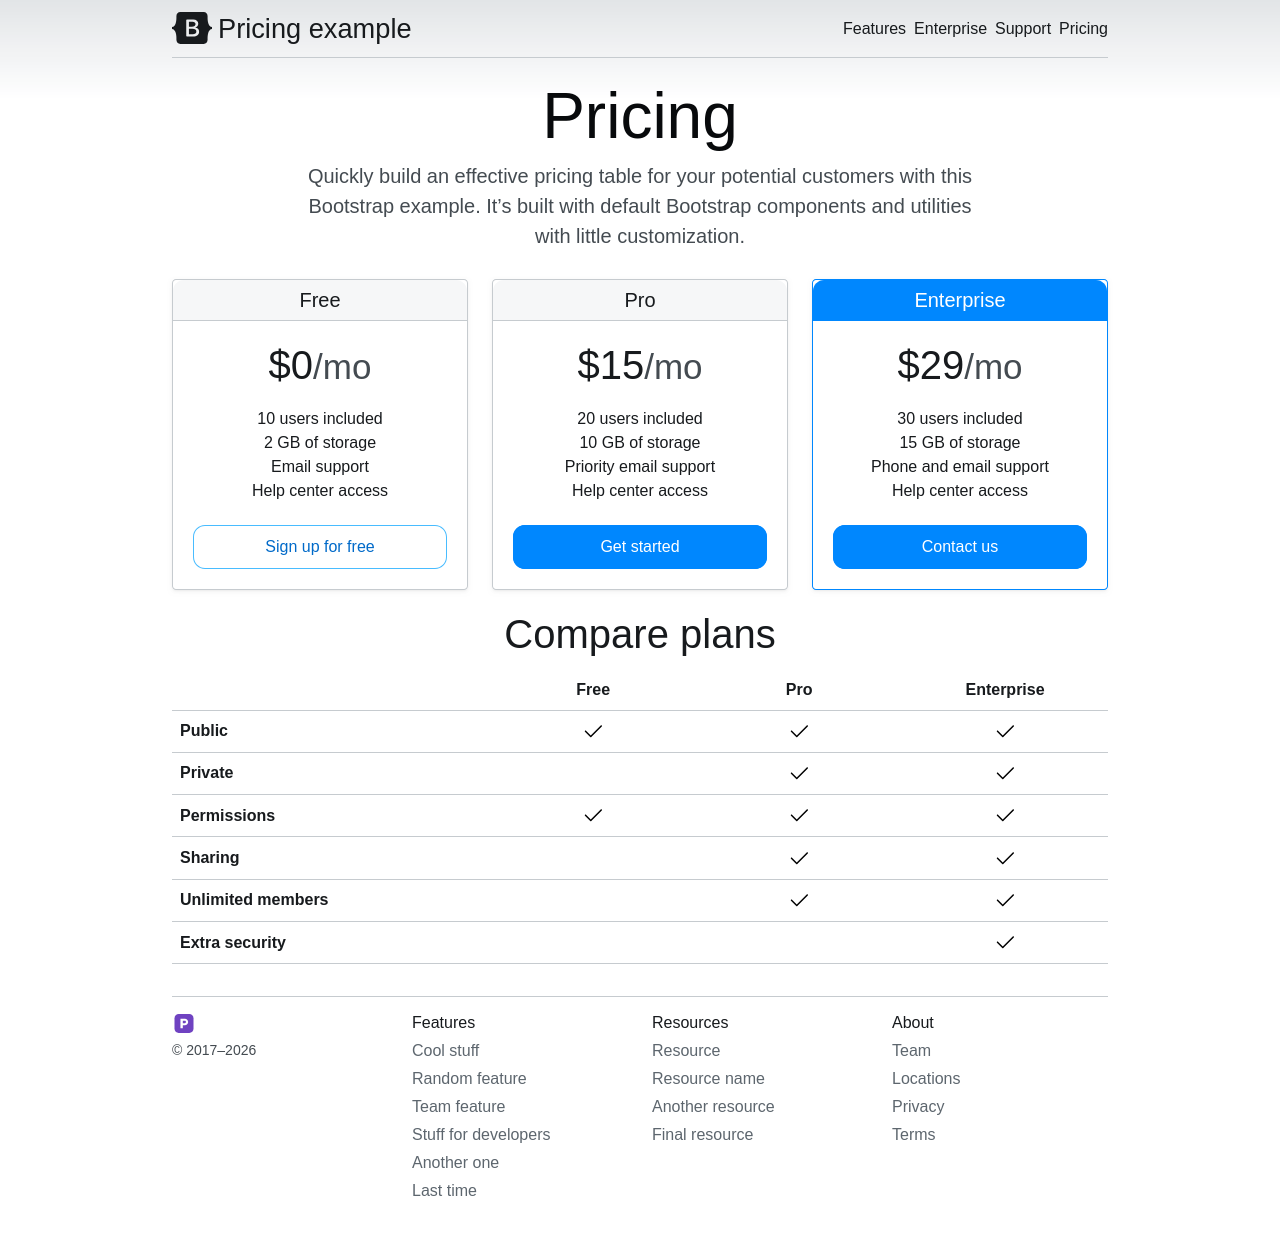 B Pricing example
Features Enterprise Support Pricing
Pricing
Quickly build an effective pricing table for your potential customers with this
Bootstrap example. It’s built with default Bootstrap components and utilities
with little customization.
Free
$0/mo
10 users included
2 GB of storage
Email support
Help center access
Sign up for free
Pro
$15/mo
20 users included
10 GB of storage
Priority email support
Help center access
Get started
Enterprise
$29/mo
30 users included
15 GB of storage
Phone and email support
Help center access
Contact us
Compare plans
Free Pro Enterprise
Public
Private
Permissions
Sharing
Unlimited members
Extra security
P
© 2017–2026
Features
Cool stuff
Random feature
Team feature
Stuff for developers
Another one
Last time
Resources
Resource
Resource name
Another resource
Final resource
About
Team
Locations
Privacy
Terms